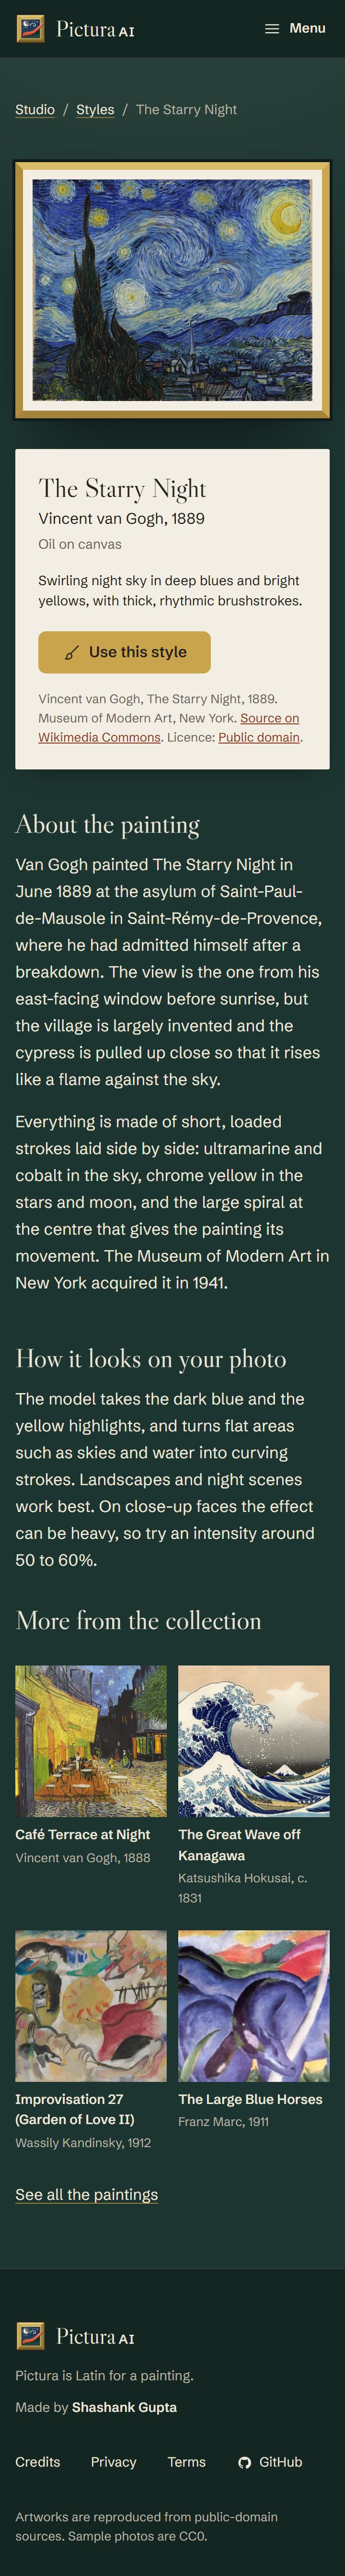 Pictura AI
Menu
Studio / Styles / The Starry Night
The Starry Night
Vincent van Gogh, 1889
Oil on canvas
Swirling night sky in deep blues and bright
yellows, with thick, rhythmic brushstrokes.
Use this style
Vincent van Gogh, The Starry Night, 1889.
Museum of Modern Art, New York. Source on
Wikimedia Commons. Licence: Public domain.
About the painting
Van Gogh painted The Starry Night in
June 1889 at the asylum of Saint-Paul-
de-Mausole in Saint-Rémy-de-Provence,
where he had admitted himself after a
breakdown. The view is the one from his
east-facing window before sunrise, but
the village is largely invented and the
cypress is pulled up close so that it rises
like a flame against the sky.
Everything is made of short, loaded
strokes laid side by side: ultramarine and
cobalt in the sky, chrome yellow in the
stars and moon, and the large spiral at
the centre that gives the painting its
movement. The Museum of Modern Art in
New York acquired it in 1941.
How it looks on your photo
The model takes the dark blue and the
yellow highlights, and turns flat areas
such as skies and water into curving
strokes. Landscapes and night scenes
work best. On close-up faces the effect
can be heavy, so try an intensity around
50 to 60%.
More from the collection
Café Terrace at Night
Vincent van Gogh, 1888
The Great Wave off
Kanagawa
Katsushika Hokusai, c.
1831
Improvisation 27
(Garden of Love II)
Wassily Kandinsky, 1912
The Large Blue Horses
Franz Marc, 1911
See all the paintings
Pictura AI
Pictura is Latin for a painting.
Made by Shashank Gupta
Credits
Privacy
Terms
GitHub
Artworks are reproduced from public-domain
sources. Sample photos are CC0.